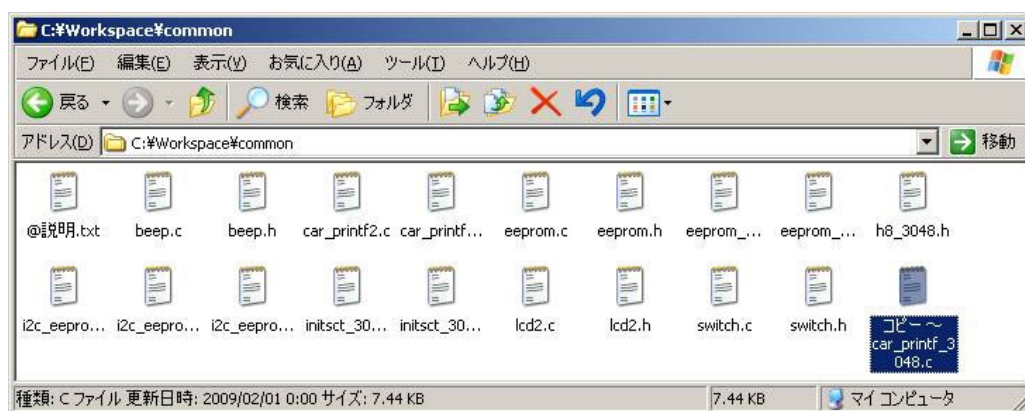 C:¥Workspace¥common
ファイル(F) 編集(E) 表示(V) お気に入り(A) ツール(T) ヘルプ(H)
戻る 検索 フォルダ
アドレス(D) C:¥Workspace¥common 移動
@説明.txt beep.c beep.h car_printf2.c car_printf... eeprom.c eeprom.h eeprom_... eeprom_... h8_3048.h
i2c_eepro... i2c_eepro... i2c_eepro... initsct_30... initsct_30... lcd2.c lcd2.h switch.c switch.h コピー ～
car_printf_3
048.c
種類: C ファイル 更新日時: 2009/02/01 0:00 サイズ: 7.44 KB 7.44 KB マイ コンピュータ